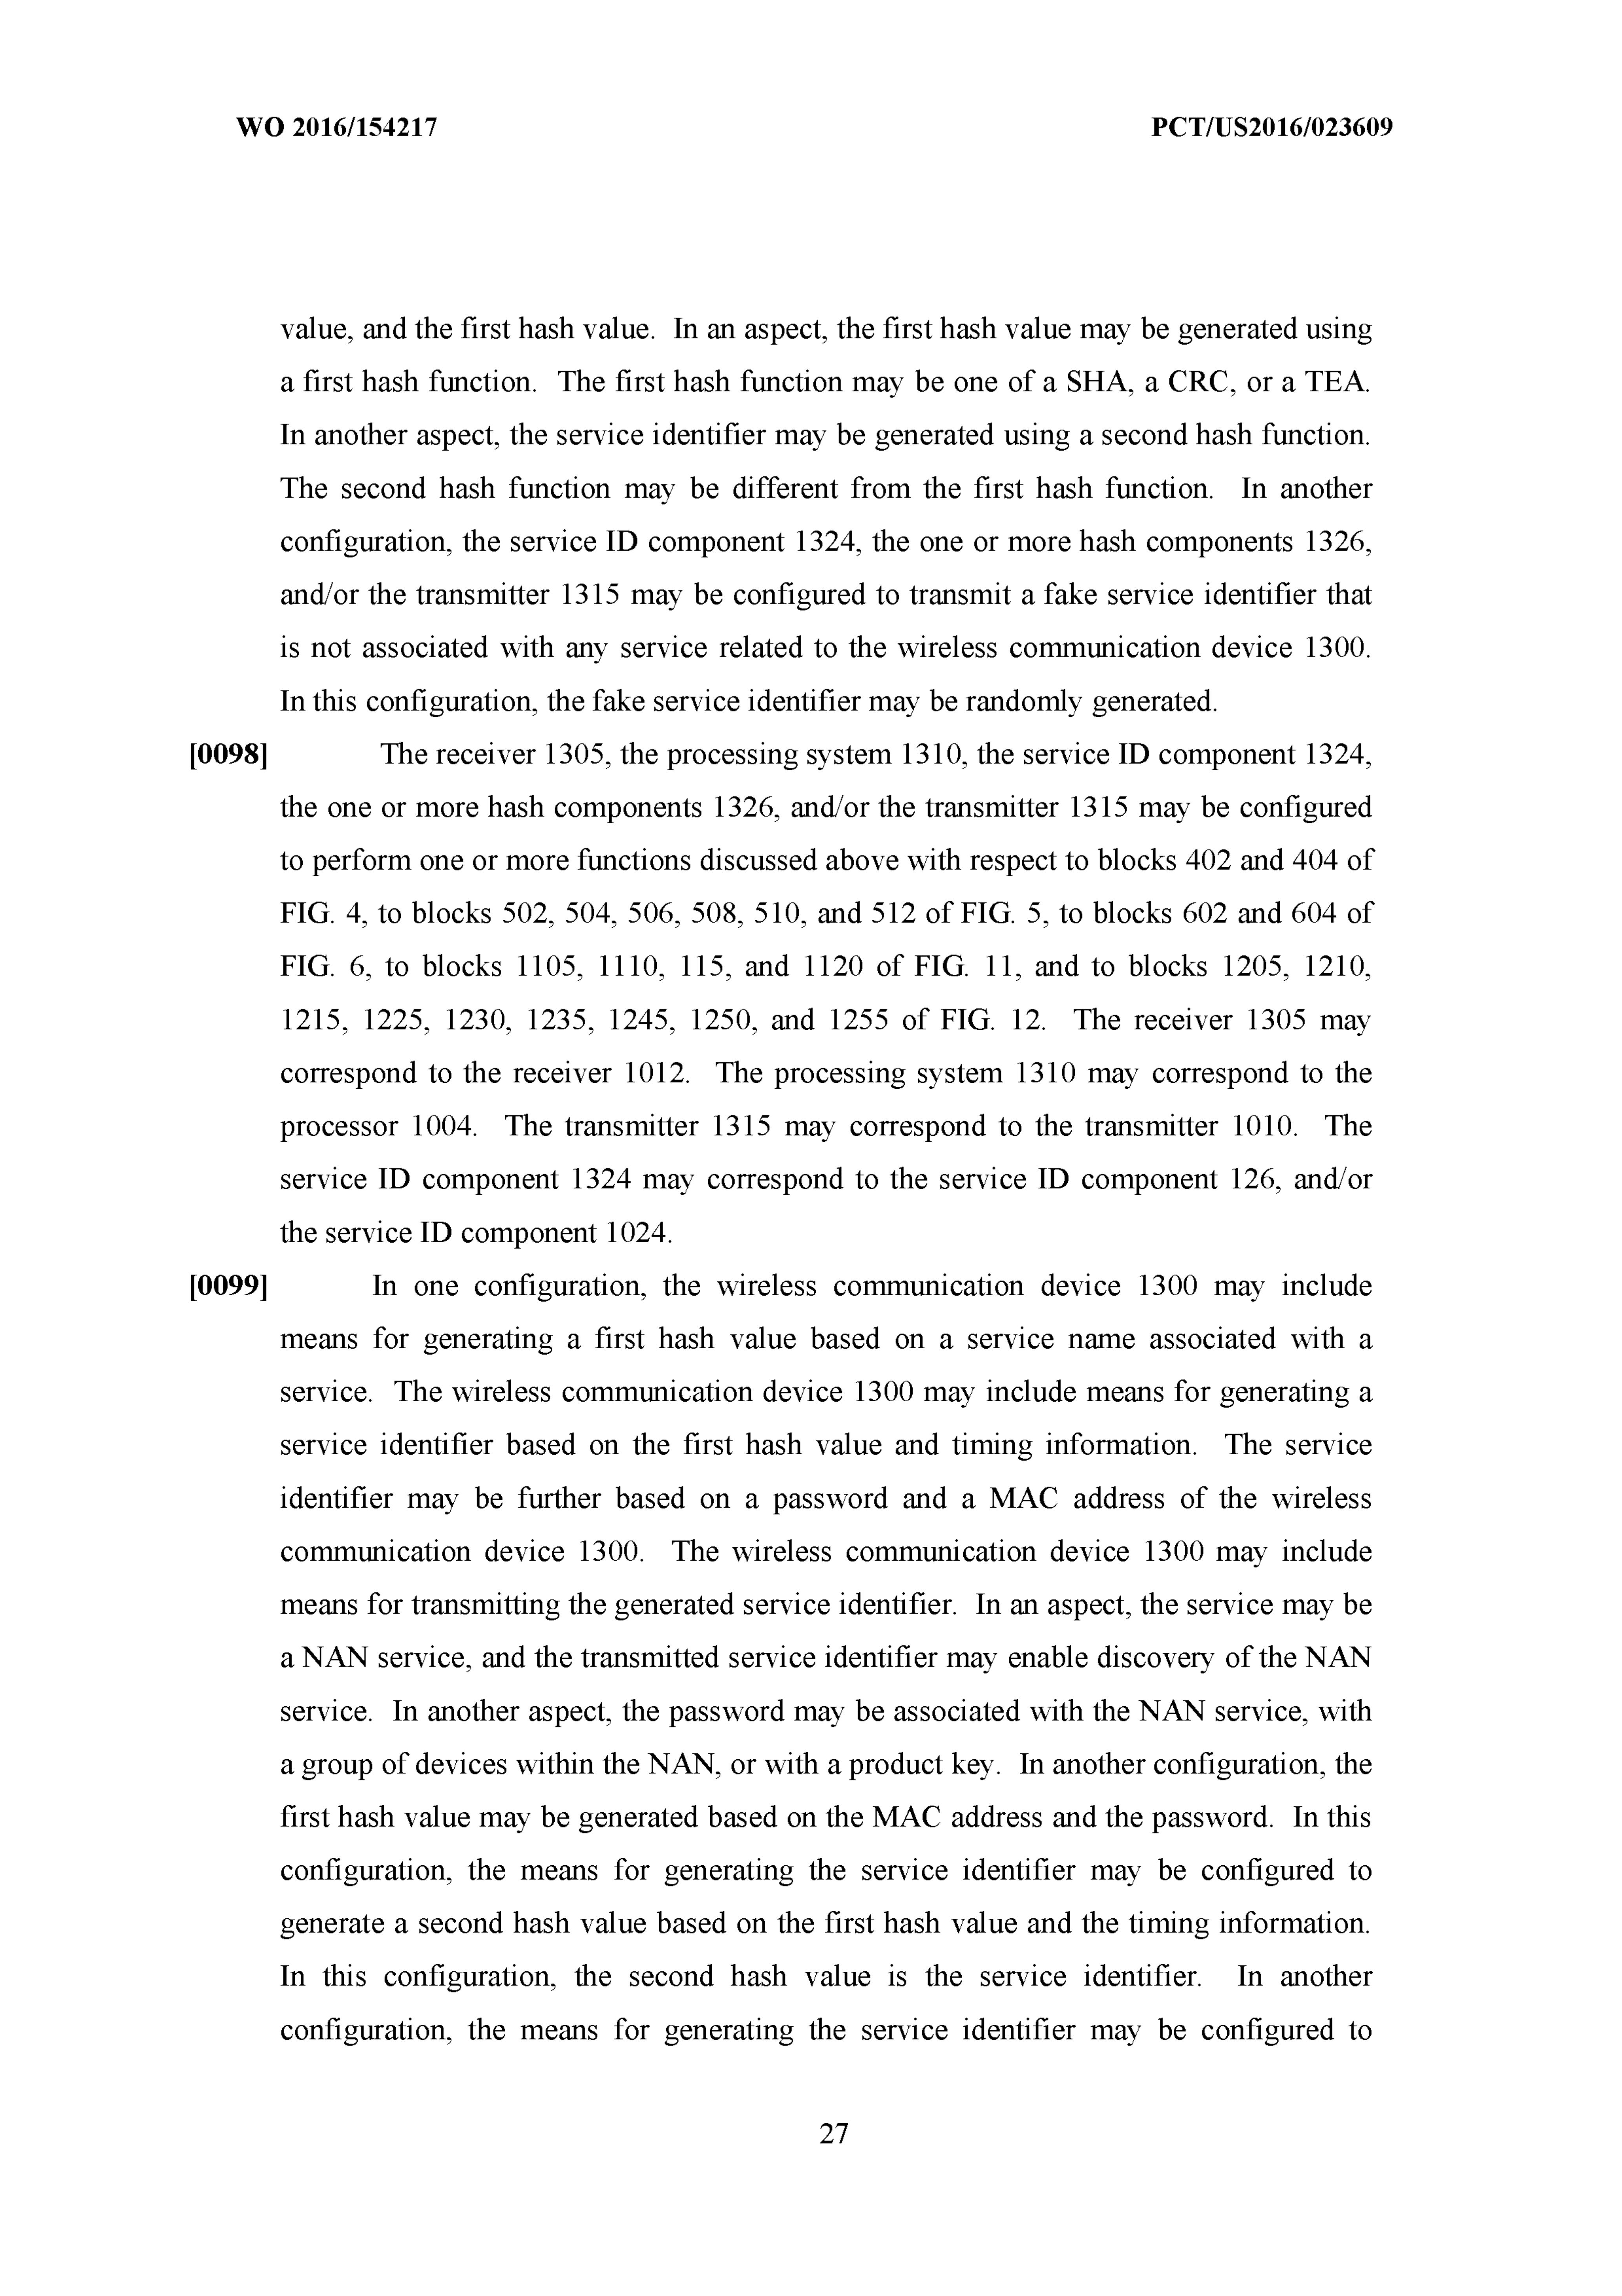 WO 2016/154217 PCT/US2016/023609
value, and the first hash value. In an aspect, the first hash value may be generated using
a first hash function. The first hash function may be one of a SHA, a CRC, or a TEA.
In another aspect, the service identifier may be generated using a second hash function.
The second hash function may be different from the first hash function. In another
configuration, the service ID component 1324, the one or more hash components 1326,
and/or the transmitter 1315 may be configured to transmit a fake service identifier that
is not associated with any service related to the wireless communication device 1300.
In this configuration, the fake service identifier may be randomly generated.
[0098] The receiver 1305, the processing system 1310, the service ID component 1324,
the one or more hash components 1326, and/or the transmitter 1315 may be configured
to perform one or more functions discussed above with respect to blocks 402 and 404 of
FIG. 4, to blocks 502, 504, 506, 508, 510, and 512 of FIG. 5, to blocks 602 and 604 of
FIG. 6, to blocks 1105, 1110, 115, and 1120 of FIG. 11, and to blocks 1205, 1210,
1215, 1225, 1230, 1235, 1245, 1250, and 1255 of FIG. 12. The receiver 1305 may
correspond to the receiver 1012. The processing system 1310 may correspond to the
processor 1004. The transmitter 1315 may correspond to the transmitter 1010. The
service ID component 1324 may correspond to the service ID component 126, and/or
the service ID component 1024.
[0099] In one configuration, the wireless communication device 1300 may include
means for generating a first hash value based on a service name associated with a
service. The wireless communication device 1300 may include means for generating a
service identifier based on the first hash value and timing information. The service
identifier may be further based on a password and a MAC address of the wireless
communication device 1300. The wireless communication device 1300 may include
means for transmitting the generated service identifier. In an aspect, the service may be
a NAN service, and the transmitted service identifier may enable discovery of the NAN
service. In another aspect, the password may be associated with the NAN service, with
a group of devices within the NAN, or with a product key. In another configuration, the
first hash value may be generated based on the MAC address and the password. In this
configuration, the means for generating the service identifier may be configured to
generate a second hash value based on the first hash value and the timing information.
In this configuration, the second hash value is the service identifier. In another
configuration, the means for generating the service identifier may be configured to
27